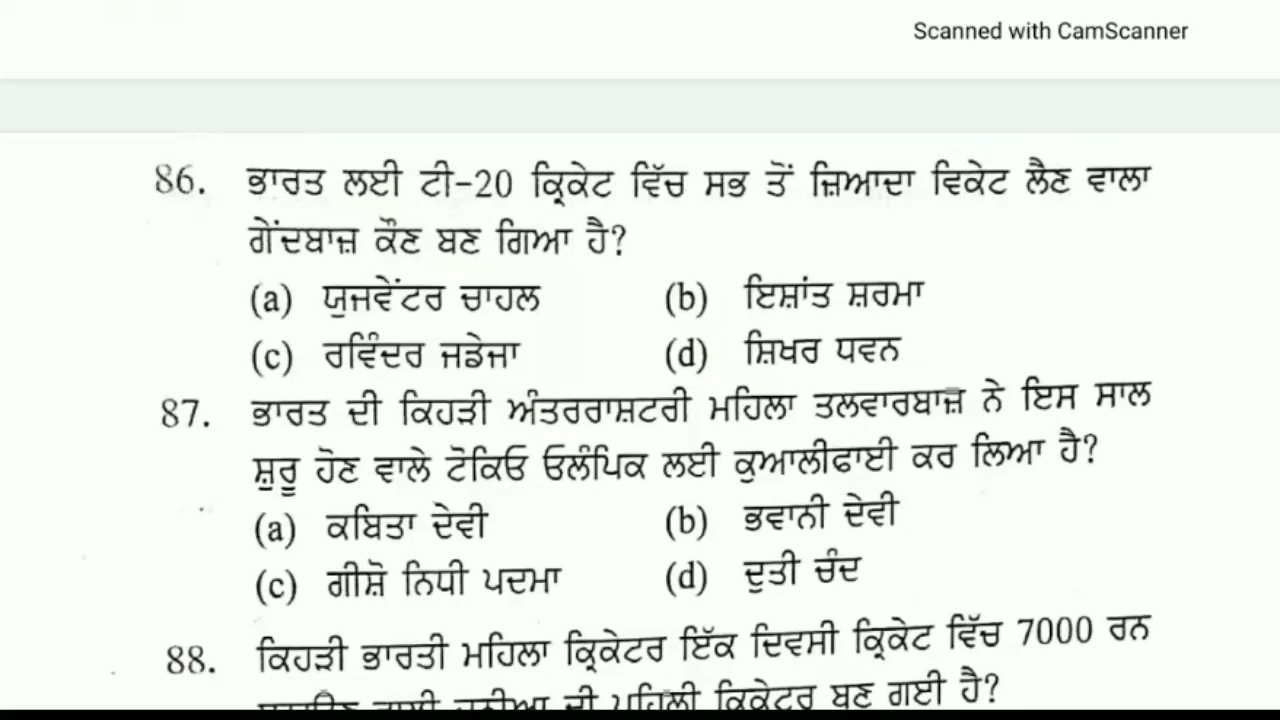 Scanned with CamScanner
86. ਭਾਰਤ ਲਈ ਟੀ-20 ਕ੍ਰਿਕੇਟ ਵਿੱਚ ਸਭ ਤੋਂ ਜ਼ਿਆਦਾ ਵਿਕੇਟ ਲੈਣ ਵਾਲਾ
ਗੇਂਦਬਾਜ਼ ਕੌਣ ਬਣ ਗਿਆ ਹੈ?
(a) ਯੁਜਵੇਂਟਰ ਚਾਹਲ (b) ਇਸ਼ਾਂਤ ਸ਼ਰਮਾ
(c) ਰਵਿੰਦਰ ਜਡੇਜਾ (d) ਸ਼ਿਖਰ ਧਵਨ
87. ਭਾਰਤ ਦੀ ਕਿਹੜੀ ਅੰਤਰਰਾਸ਼ਟਰੀ ਮਹਿਲਾ ਤਲਵਾਰਬਾਜ਼ ਨੇ ਇਸ ਸਾਲ
ਸ਼ੁਰੂ ਹੋਣ ਵਾਲੇ ਟੋਕਿਓ ਓਲੰਪਿਕ ਲਈ ਕੁਆਲੀਫਾਈ ਕਰ ਲਿਆ ਹੈ?
(a) ਕਬਿਤਾ ਦੇਵੀ (b) ਭਵਾਨੀ ਦੇਵੀ
(c) ਗੀਸ਼ੋ ਨਿਧੀ ਪਦਮਾ (d) ਦੁਤੀ ਚੰਦ
88. ਕਿਹੜੀ ਭਾਰਤੀ ਮਹਿਲਾ ਕ੍ਰਿਕੇਟਰ ਇੱਕ ਦਿਵਸੀ ਕ੍ਰਿਕੇਟ ਵਿੱਚ 7000 ਰਨ
ਦੀ ਪਹਿਲੀ ਕ੍ਰਿਕੇਟਰ ਬਣ ਗਈ ਹੈ?